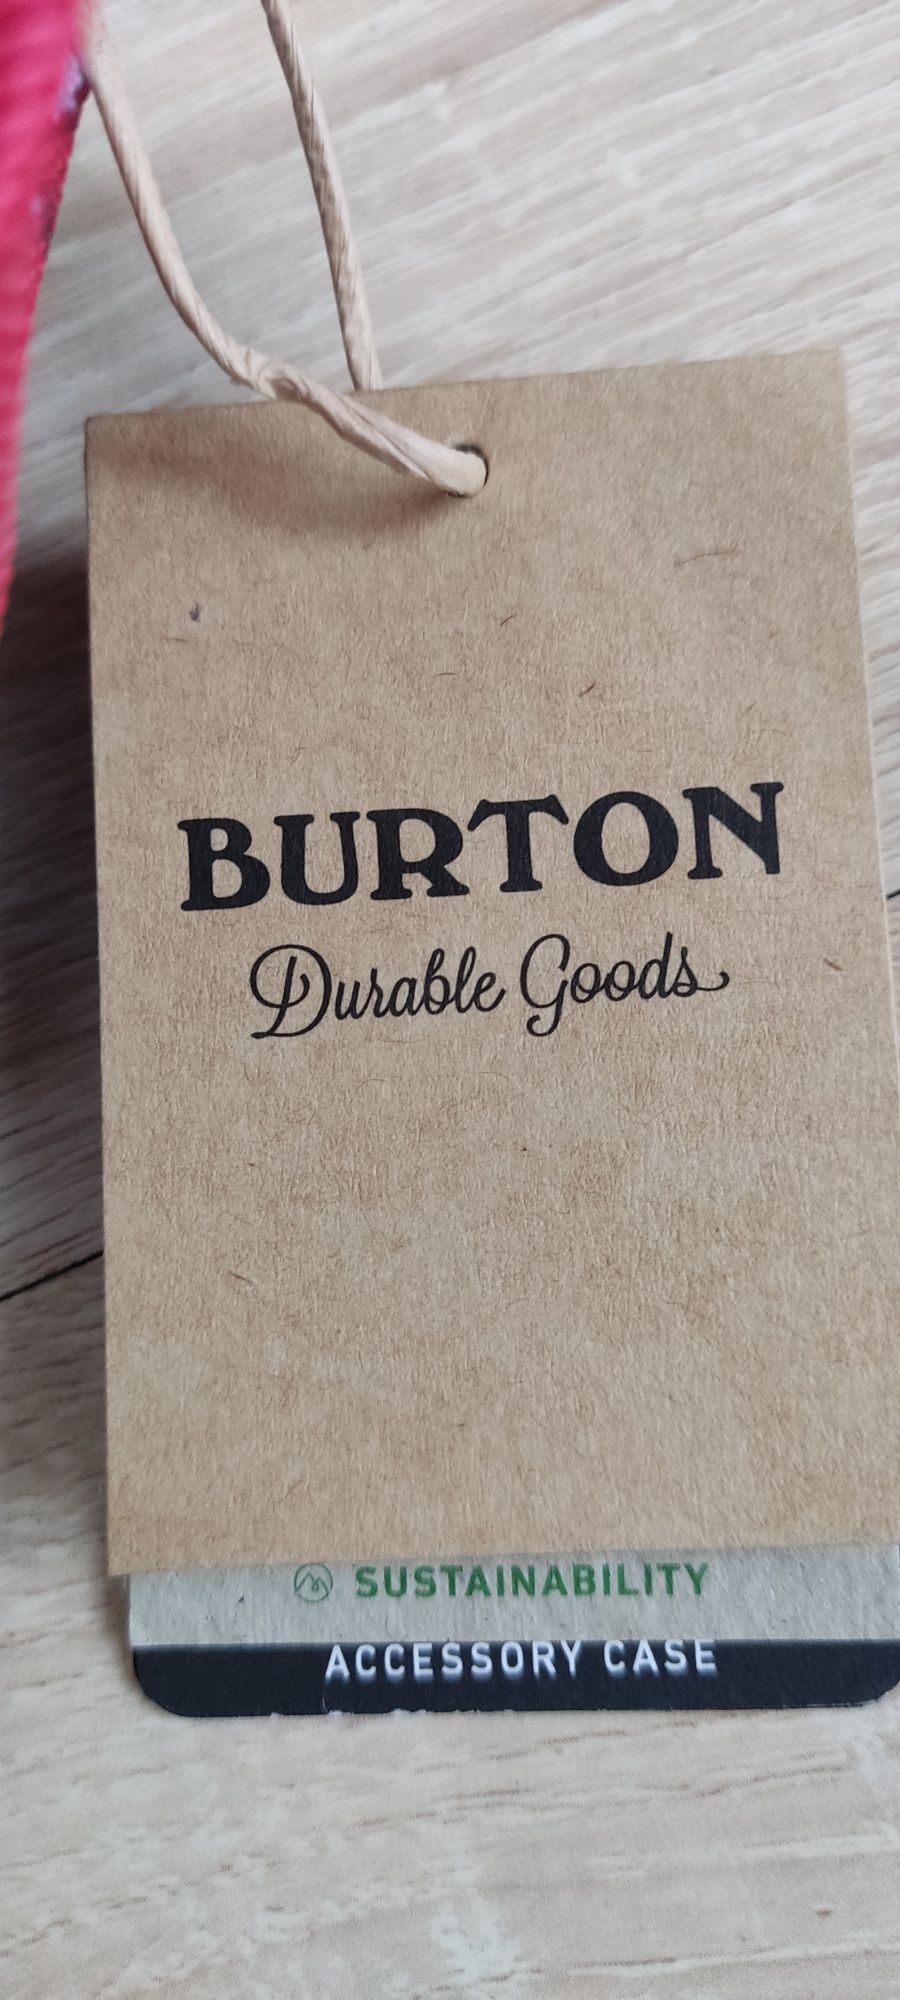 BURTON
Durable Goods
SUSTAINABILITY
ACCESSORY CASE